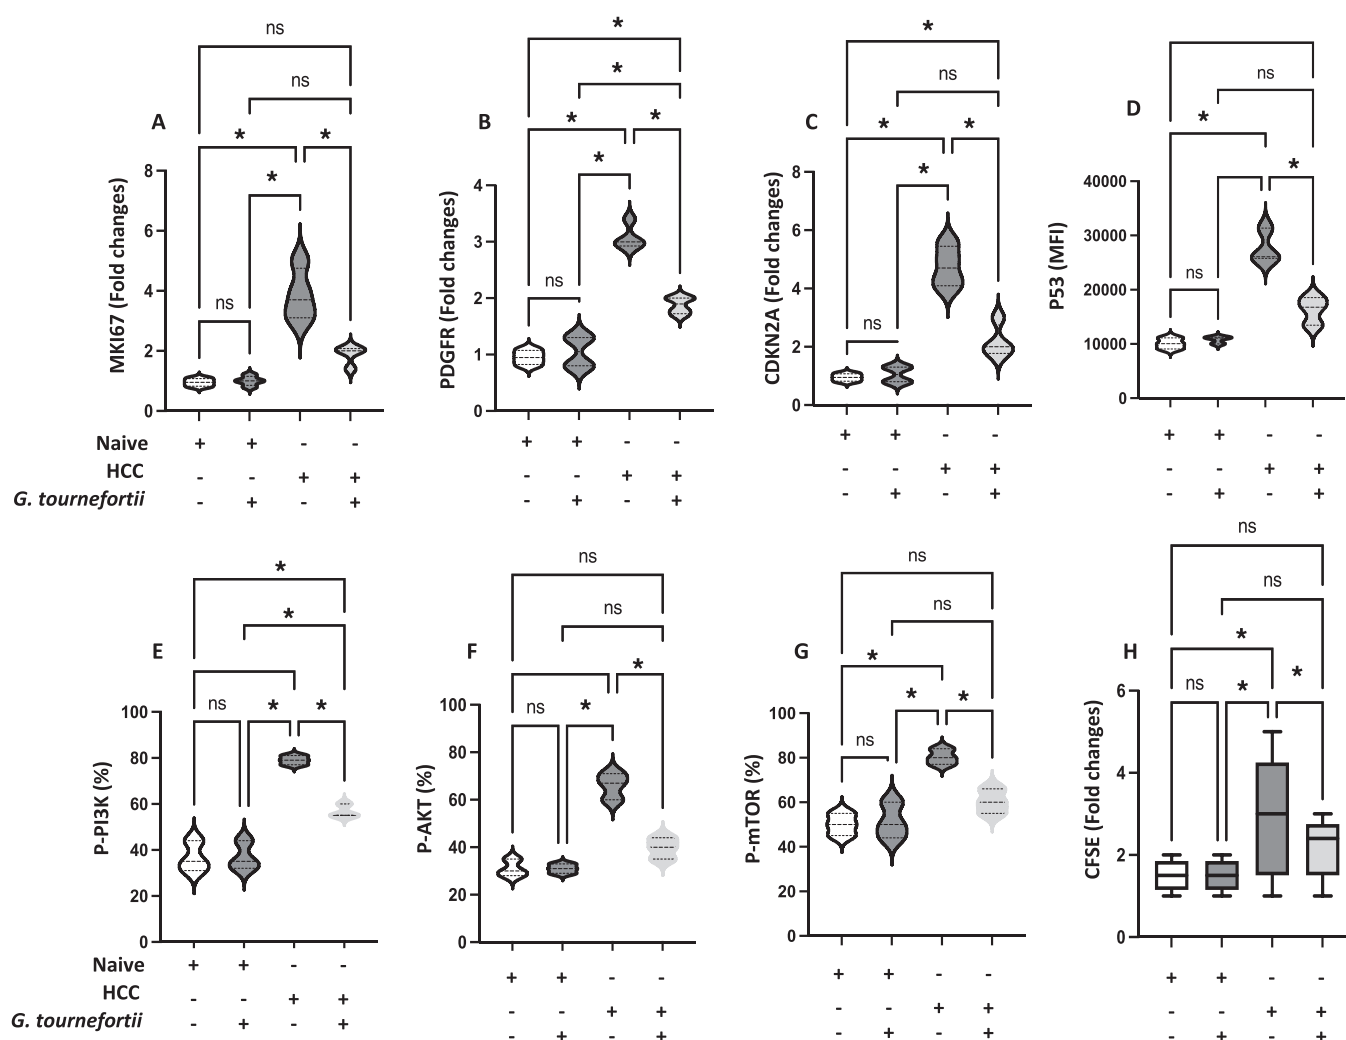 A
ns
ns
* *
*
ns
MKI67 (Fold changes)
8
6
4
2
0
B
*
*
* *
*
ns
PDGFR (Fold changes)
4
3
2
1
0
C
*
ns
* *
*
ns
CDKN2A (Fold changes)
8
6
4
2
0
D
ns
*
*
ns
P53 (MFI)
40000
30000
20000
10000
0
Naive + + - - + + - - + + - - + + - -
HCC - - + + - - + + - - + + - - + +
G. tournefortii - + - + - + - + - + - + - + - +
E
*
*
ns * *
P-PI3K (%)
100
80
60
40
20
0
F
ns
ns
*
ns *
P-AKT (%)
100
80
60
40
20
0
G
ns
ns
*
* *
ns
P-mTOR (%)
100
80
60
40
20
0
H
ns
ns
*
ns * *
CFSE (Fold changes)
6
4
2
0
Naive + + - - + + - - + + - - + + - -
HCC - - + + - - + + - - + + - - + +
G. tournefortii - + - + - + - + - + - + - + - +